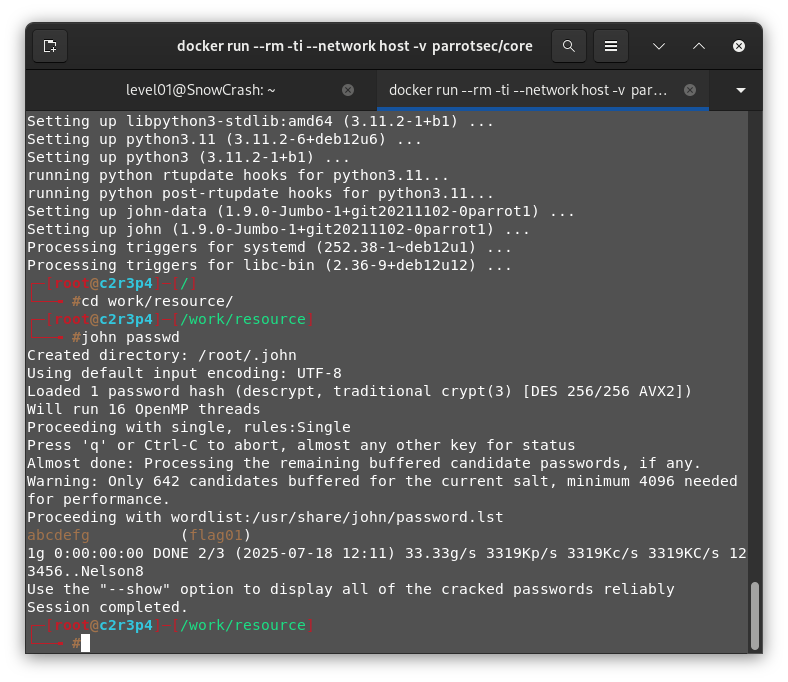 docker run --rm -ti --network host -v parrotsec/core
level01@SnowCrash: ~
docker run --rm -ti --network host -v par…
Setting up libpython3-stdlib:amd64 (3.11.2-1+b1) ...
Setting up python3.11 (3.11.2-6+deb12u6) ...
Setting up python3 (3.11.2-1+b1) ...
running python rtupdate hooks for python3.11...
running python post-rtupdate hooks for python3.11...
Setting up john-data (1.9.0-Jumbo-1+git20211102-0parrot1) ...
Setting up john (1.9.0-Jumbo-1+git20211102-0parrot1) ...
Processing triggers for systemd (252.38-1~deb12u1) ...
Processing triggers for libc-bin (2.36-9+deb12u12) ...
[root@c2r3p4] [/]
#cd work/resource/
[root@c2r3p4] [/work/resource]
#john passwd
Created directory: /root/.john
Using default input encoding: UTF-8
Loaded 1 password hash (descrypt, traditional crypt(3) [DES 256/256 AVX2])
Will run 16 OpenMP threads
Proceeding with single, rules:Single
Press 'q' or Ctrl-C to abort, almost any other key for status
Almost done: Processing the remaining buffered candidate passwords, if any.
Warning: Only 642 candidates buffered for the current salt, minimum 4096 needed
for performance.
Proceeding with wordlist:/usr/share/john/password.lst
abcdefg          (flag01)
1g 0:00:00:00 DONE 2/3 (2025-07-18 12:11) 33.33g/s 3319Kp/s 3319Kc/s 3319KC/s 12
3456..Nelson8
Use the "--show" option to display all of the cracked passwords reliably
Session completed.
[root@c2r3p4] [/work/resource]
#